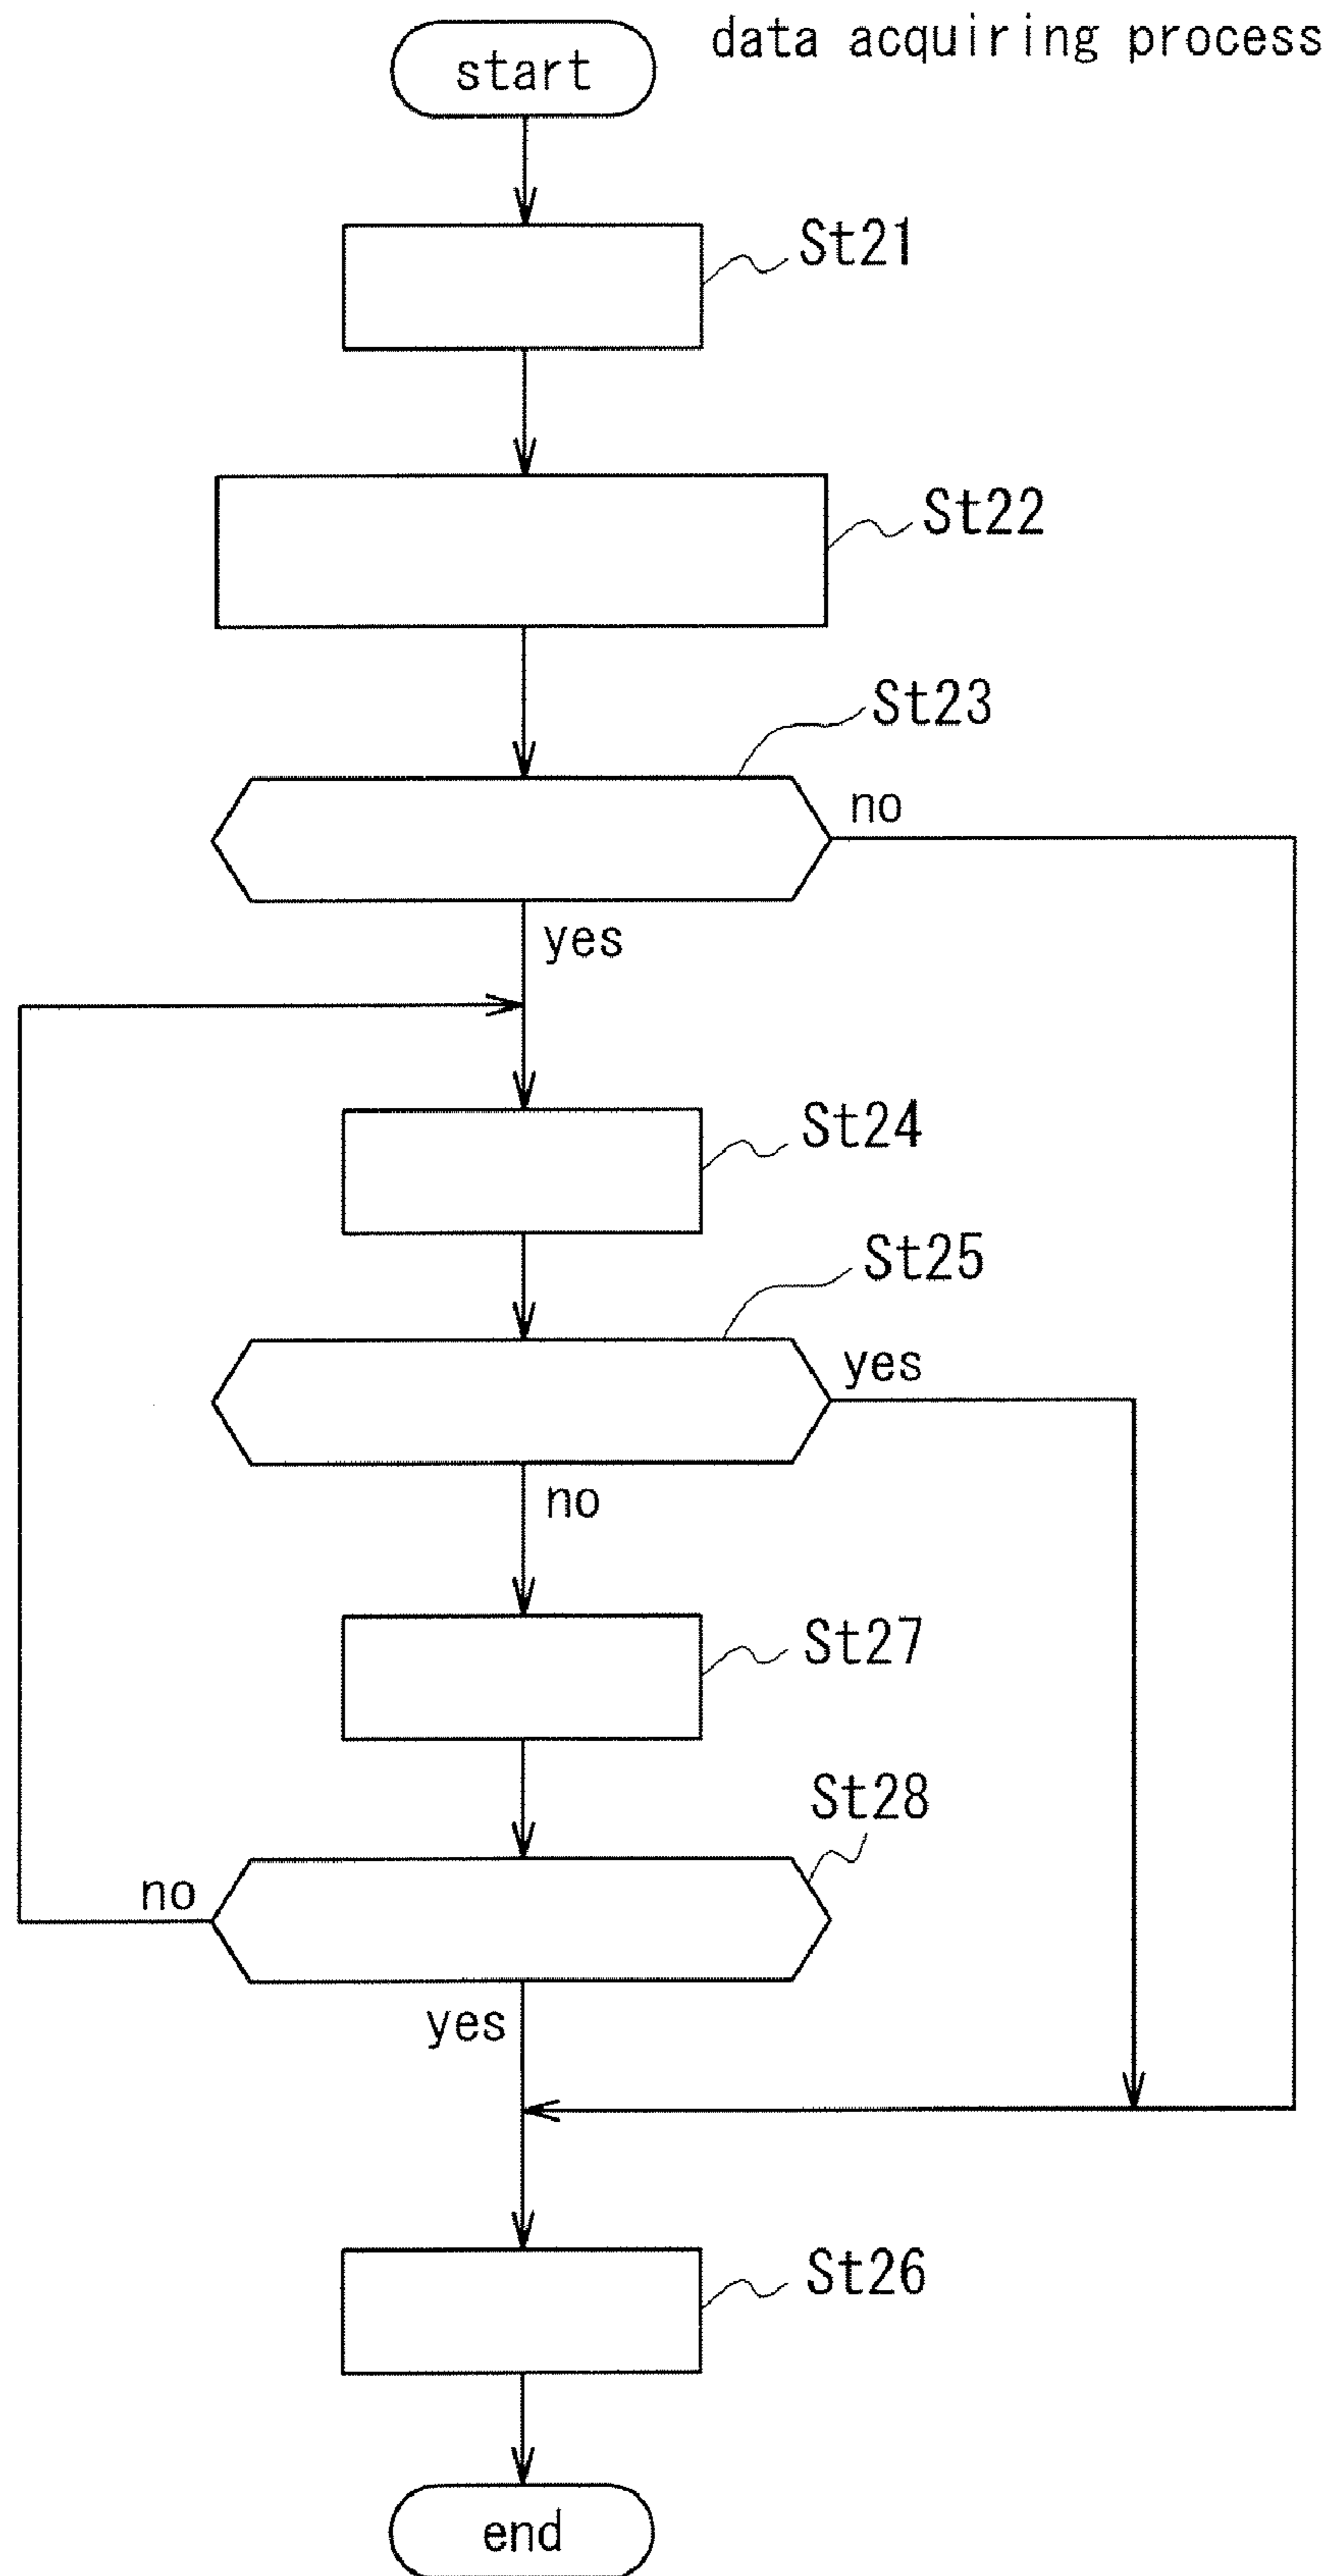 data acquiring process
start
St21
St22
St23
no
yes
St24
St25
yes
no
St27
St28
no
yes
St26
end